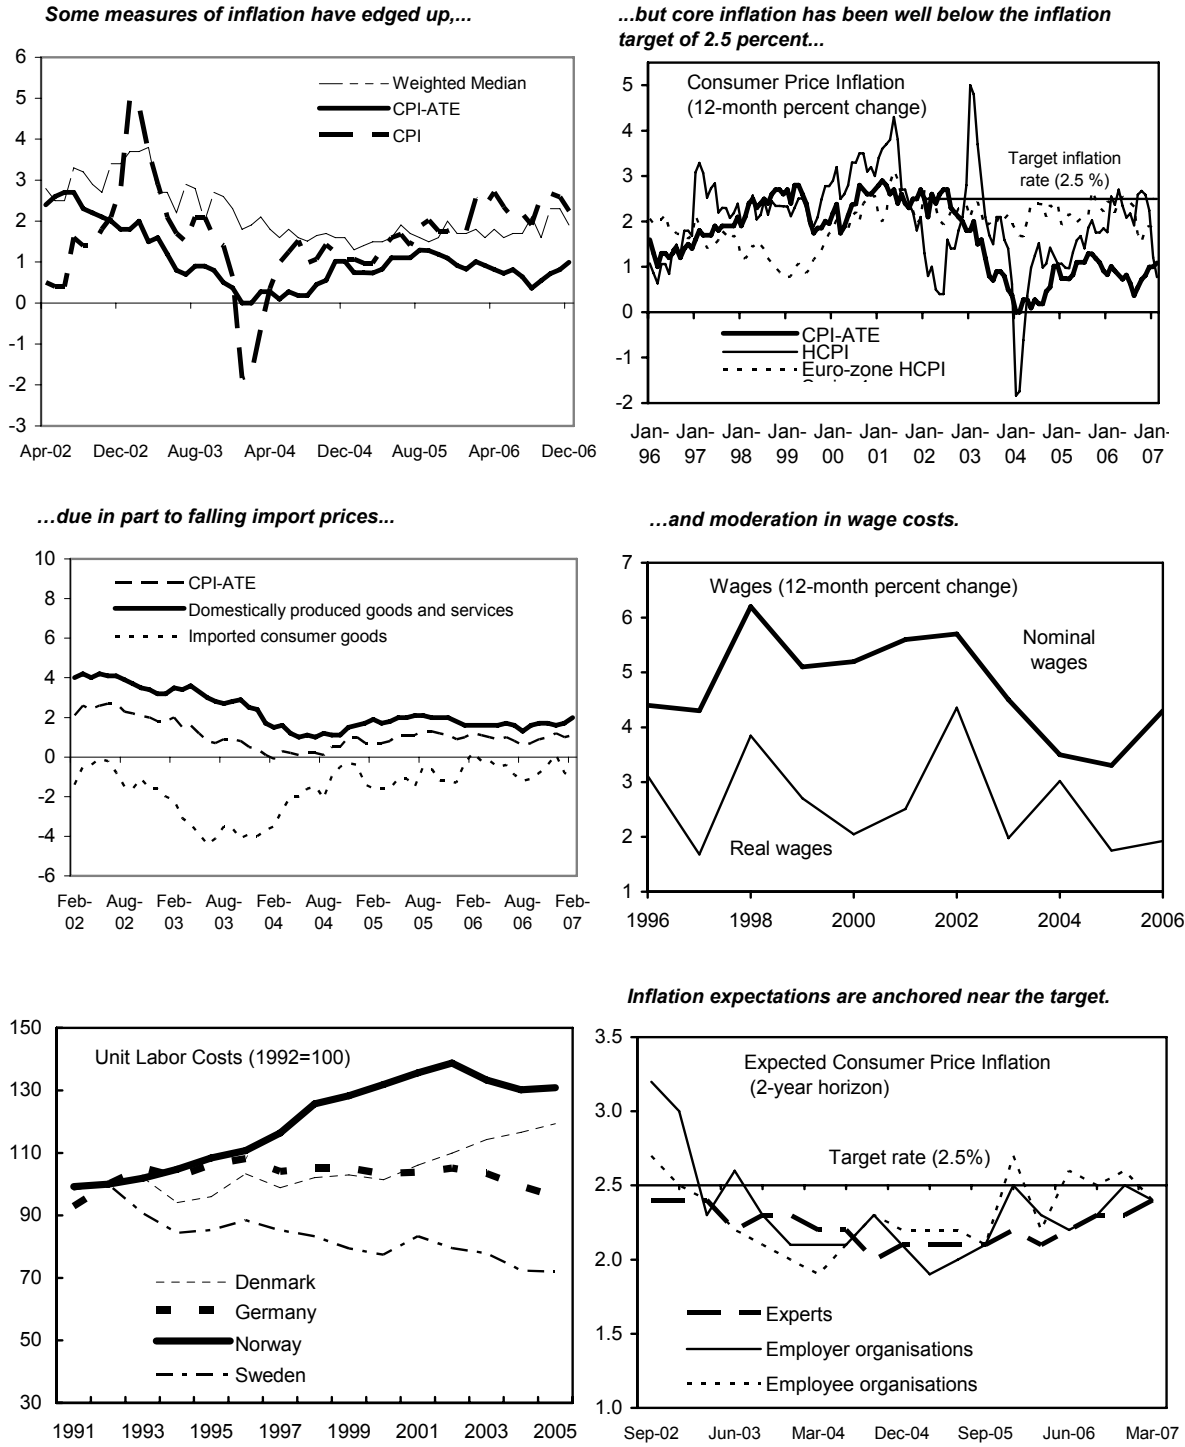 Some measures of inflation have edged up,...
6
5
4
3
2
1
0
-1
-2
-3
Weighted Median
CPI-ATE
CPI
Apr-02 Dec-02 Aug-03 Apr-04 Dec-04 Aug-05 Apr-06 Dec-06
...but core inflation has been well below the inflation
target of 2.5 percent...
5
4
3
2
1
0
-1
-2
Consumer Price Inflation
(12-month percent change)
Target inflation
rate (2.5 %)
CPI-ATE
HCPI
Euro-zone HCPI
Jan- Jan- Jan- Jan- Jan- Jan- Jan- Jan- Jan- Jan- Jan- Jan-
96 97 98 99 00 01 02 03 04 05 06 07
...due in part to falling import prices...
10
8
6
4
2
0
-2
-4
-6
CPI-ATE
Domestically produced goods and services
Imported consumer goods
Feb- Aug- Feb- Aug- Feb- Aug- Feb- Aug- Feb- Aug- Feb-
02 02 03 03 04 04 05 05 06 06 07
...and moderation in wage costs.
7
6
5
4
3
2
1
Wages (12-month percent change)
Nominal
wages
Real wages
1996 1998 2000 2002 2004 2006
150
130
110
90
70
50
30
Unit Labor Costs (1992=100)
Denmark
Germany
Norway
Sweden
1991 1993 1995 1997 1999 2001 2003 2005
Inflation expectations are anchored near the target.
3.5
3.0
2.5
2.0
1.5
1.0
Expected Consumer Price Inflation
(2-year horizon)
Target rate (2.5%)
Experts
Employer organisations
Employee organisations
Sep-02 Jun-03 Mar-04 Dec-04 Sep-05 Jun-06 Mar-07